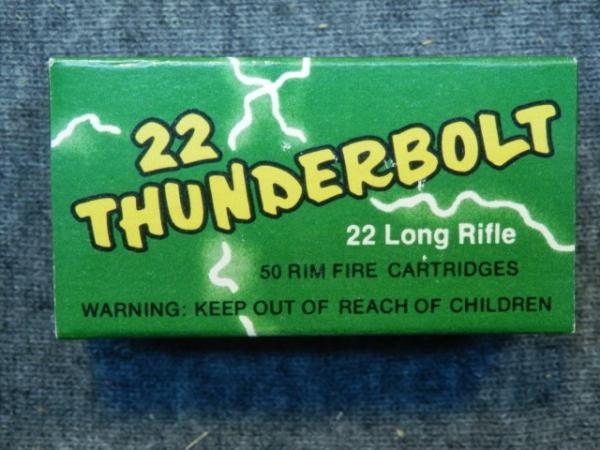 22
THUNDERBOLT
22 Long Rifle
50 RIM FIRE CARTRIDGES
WARNING: KEEP OUT OF REACH OF CHILDREN